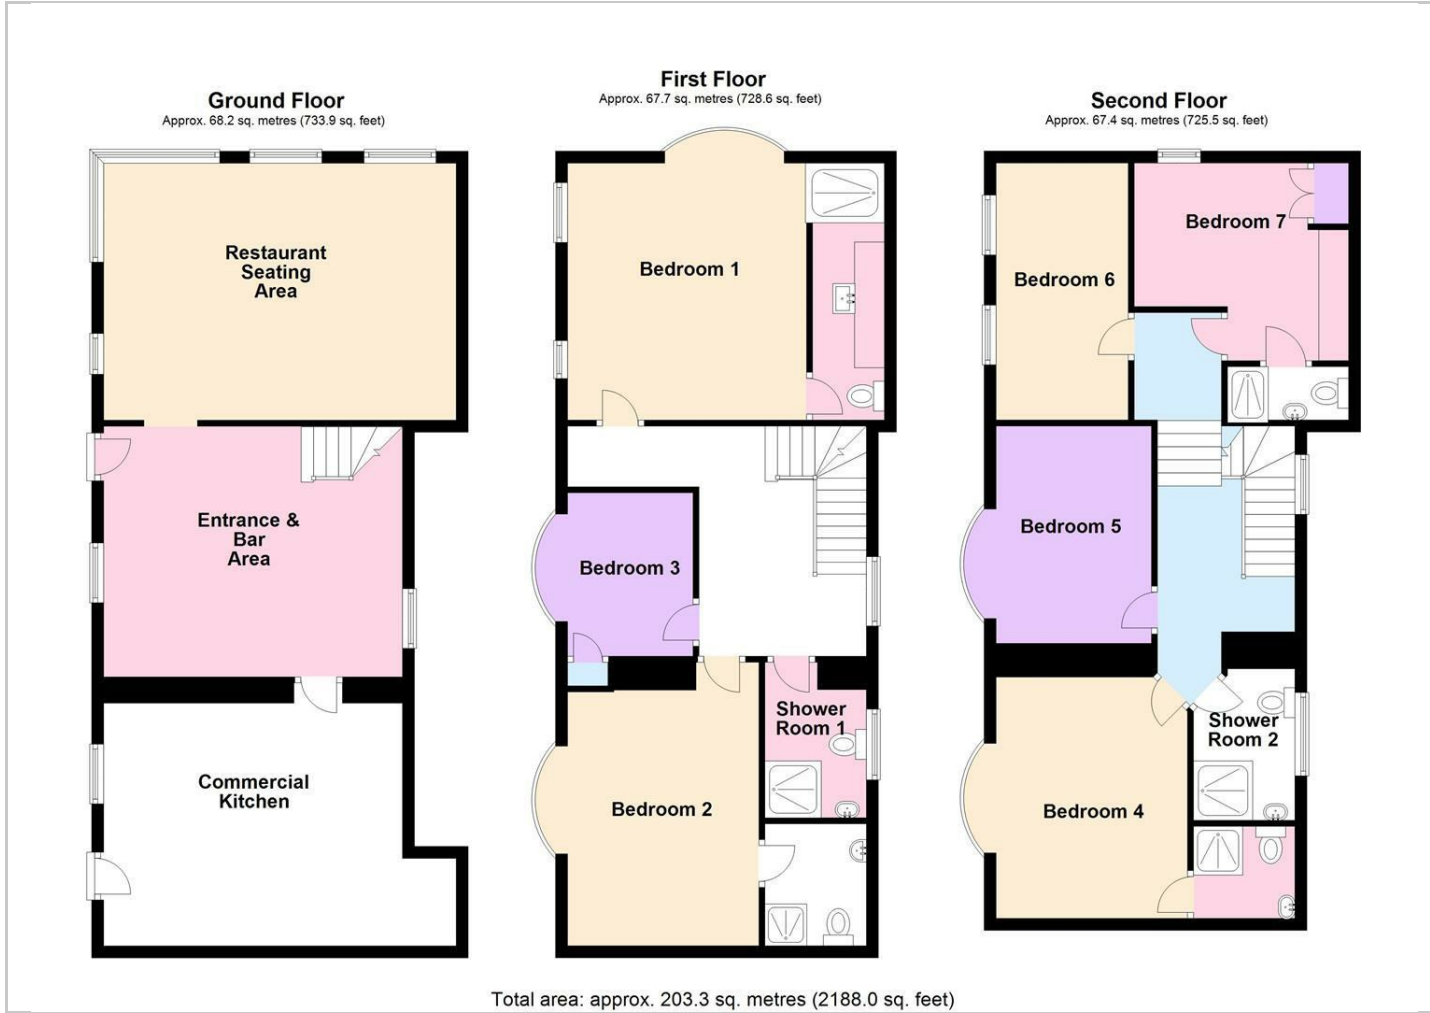 Ground Floor
Approx. 68.2 sq. metres (733.9 sq. feet)
Restaurant
Seating
Area
Entrance &
Bar
Area
Commercial
Kitchen
First Floor
Approx. 67.7 sq. metres (728.6 sq. feet)
Bedroom 1
Bedroom 3
Bedroom 2
Shower
Room 1
Second Floor
Approx. 67.4 sq. metres (725.5 sq. feet)
Bedroom 7
Bedroom 6
Bedroom 5
Bedroom 4
Shower
Room 2
Total area: approx. 203.3 sq. metres (2188.0 sq. feet)